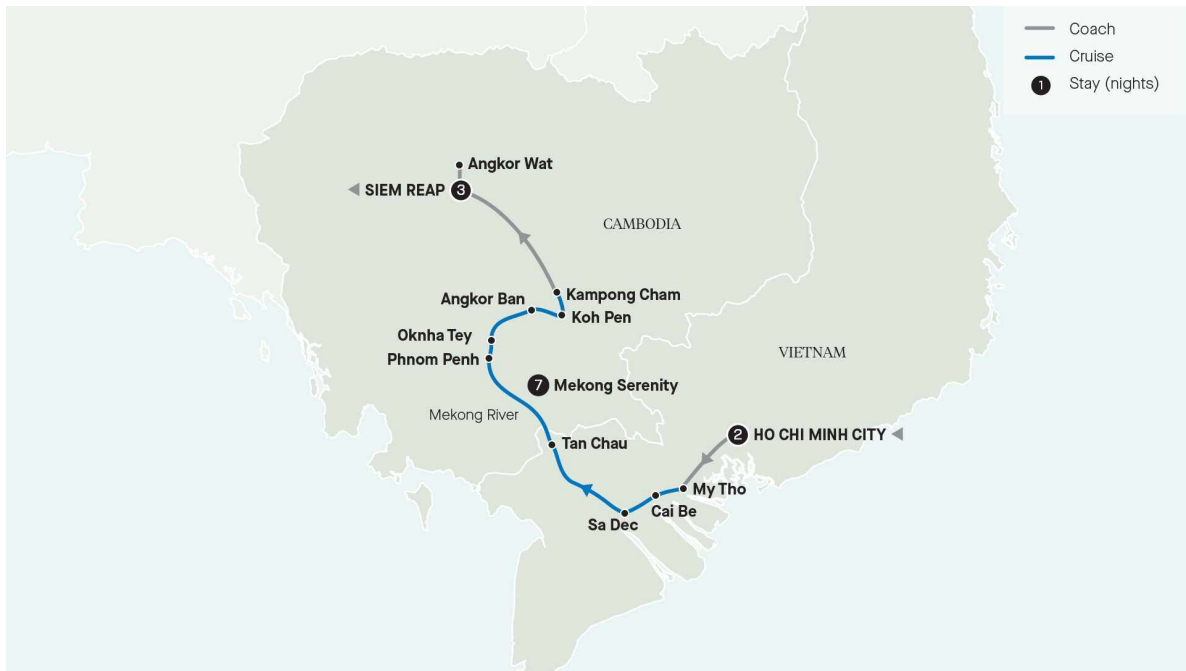 Coach
Cruise
1 Stay (nights)
Angkor Wat
SIEM REAP 3
CAMBODIA
Kampong Cham
Angkor Ban
Koh Pen
Oknha Tey
Phnom Penh
VIETNAM
7 Mekong Serenity
Mekong River
2 HO CHI MINH CITY
Tan Chau
My Tho
Cai Be
Sa Dec